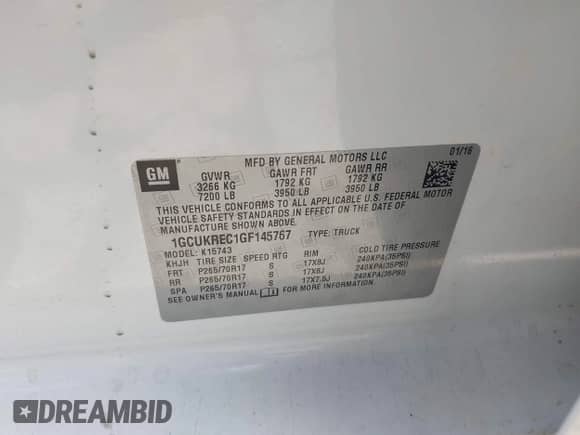 MFD BY GENERAL MOTORS LLC 01/16
GM GVWR GAWR FRT GAWR RR
3266 KG 1792 KG 1792 KG
7200 LB 3950 LB 3950 LB
THIS VEHICLE CONFORMS TO ALL APPLICABLE U.S. FEDERAL MOTOR
VEHICLE SAFETY STANDARDS IN EFFECT ON THE DATE OF
MANUFACTURE SHOWN ABOVE.
1GCUKREC1GF145767 TYPE: TRUCK
MODEL: K15743
KHJH TIRE SIZE SPEED RTG RIM COLD TIRE PRESSURE
FRT P265/70R17 S 17X8J 240KPA(35PSI)
RR P265/70R17 S 17X8J 240KPA(35PSI)
SPA P265/70R17 S 17X7.5J 240KPA(35PSI)
SEE OWNER'S MANUAL FOR MORE INFORMATION.
DREAMBID